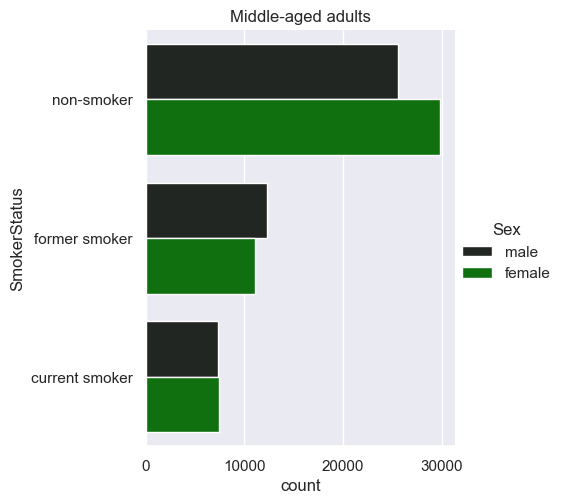 Middle-aged adults
SmokerStatus
non-smoker
former smoker
current smoker
0 10000 20000 30000
count
Sex
male
female